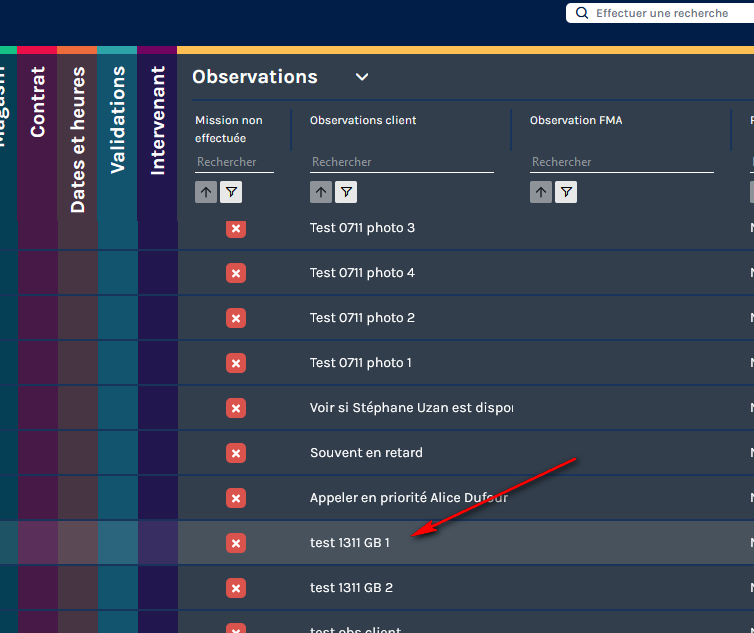 Effectuer une recherche
Contrat
Dates et heures
Validations
Intervenant
Observations
Mission non
effectuée
Observations client
Observation FMA
Rechercher
Rechercher
Rechercher
Test 0711 photo 3
Test 0711 photo 4
Test 0711 photo 2
Test 0711 photo 1
Voir si Stéphane Uzan est dispo
Souvent en retard
Appeler en priorité Alice Dufour
test 1311 GB 1
test 1311 GB 2
test obs client